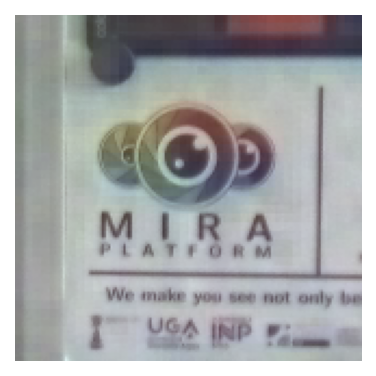 MIRA
PLATFORM
We make you see not only be
UGA
INP